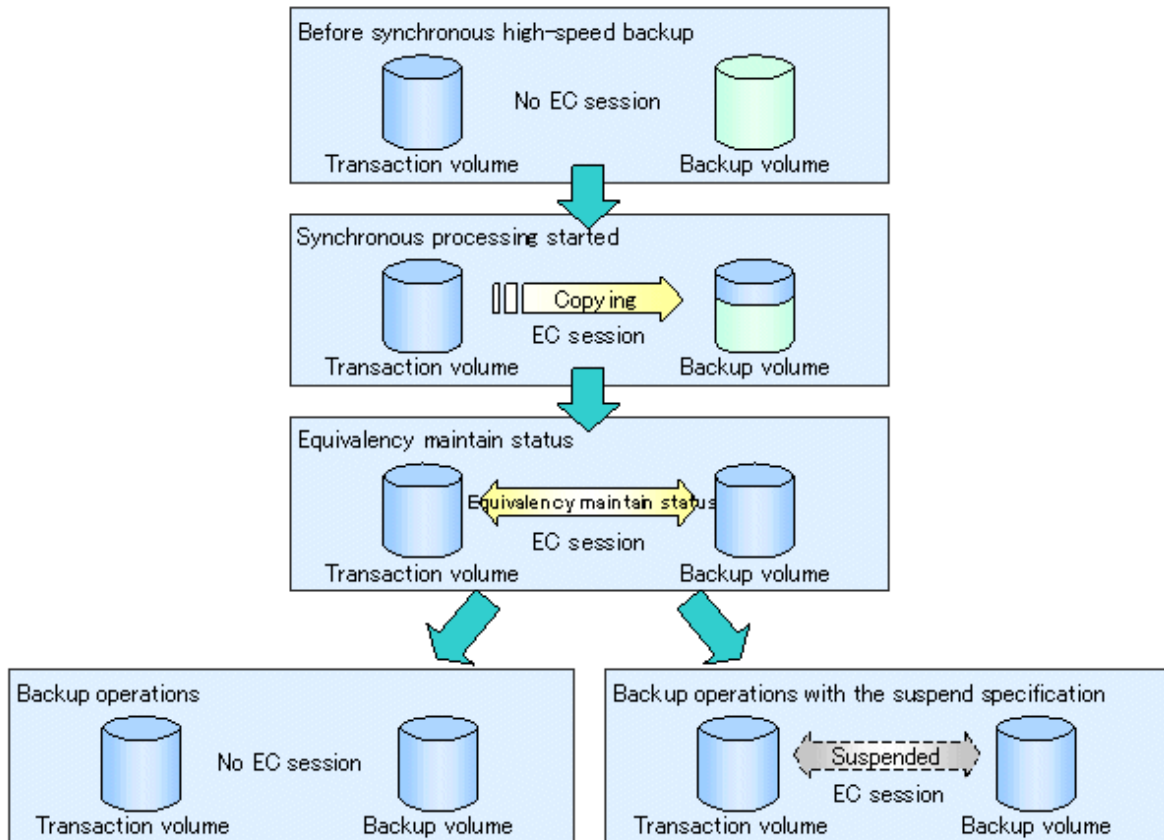 Before synchronous high-speed backup
No EC session
Transaction volume
Backup volume
Synchronous processing started
Copying
EC session
Transaction volume
Backup volume
Equivalency maintain status
Equivalency maintain status
EC session
Transaction volume
Backup volume
Backup operations
No EC session
Transaction volume
Backup volume
Backup operations with the suspend specification
Suspended
EC session
Transaction volume
Backup volume